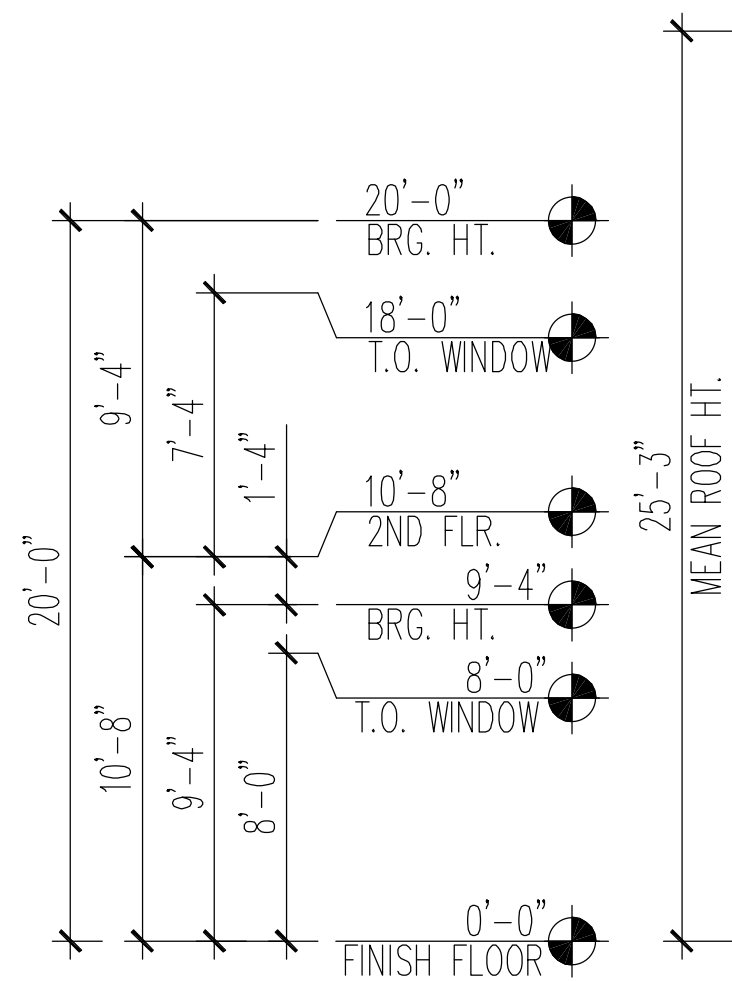 20'-0"
BRG. HT.
18'-0"
T.O. WINDOW
10'-8"
2ND FLR.
9'-4"
BRG. HT.
8'-0"
T.O. WINDOW
0'-0"
FINISH FLOOR
20'-0"
9'-4"
10'-8"
7'-4"
9'-4"
1'-4"
8'-0"
25'-3"
MEAN ROOF HT.